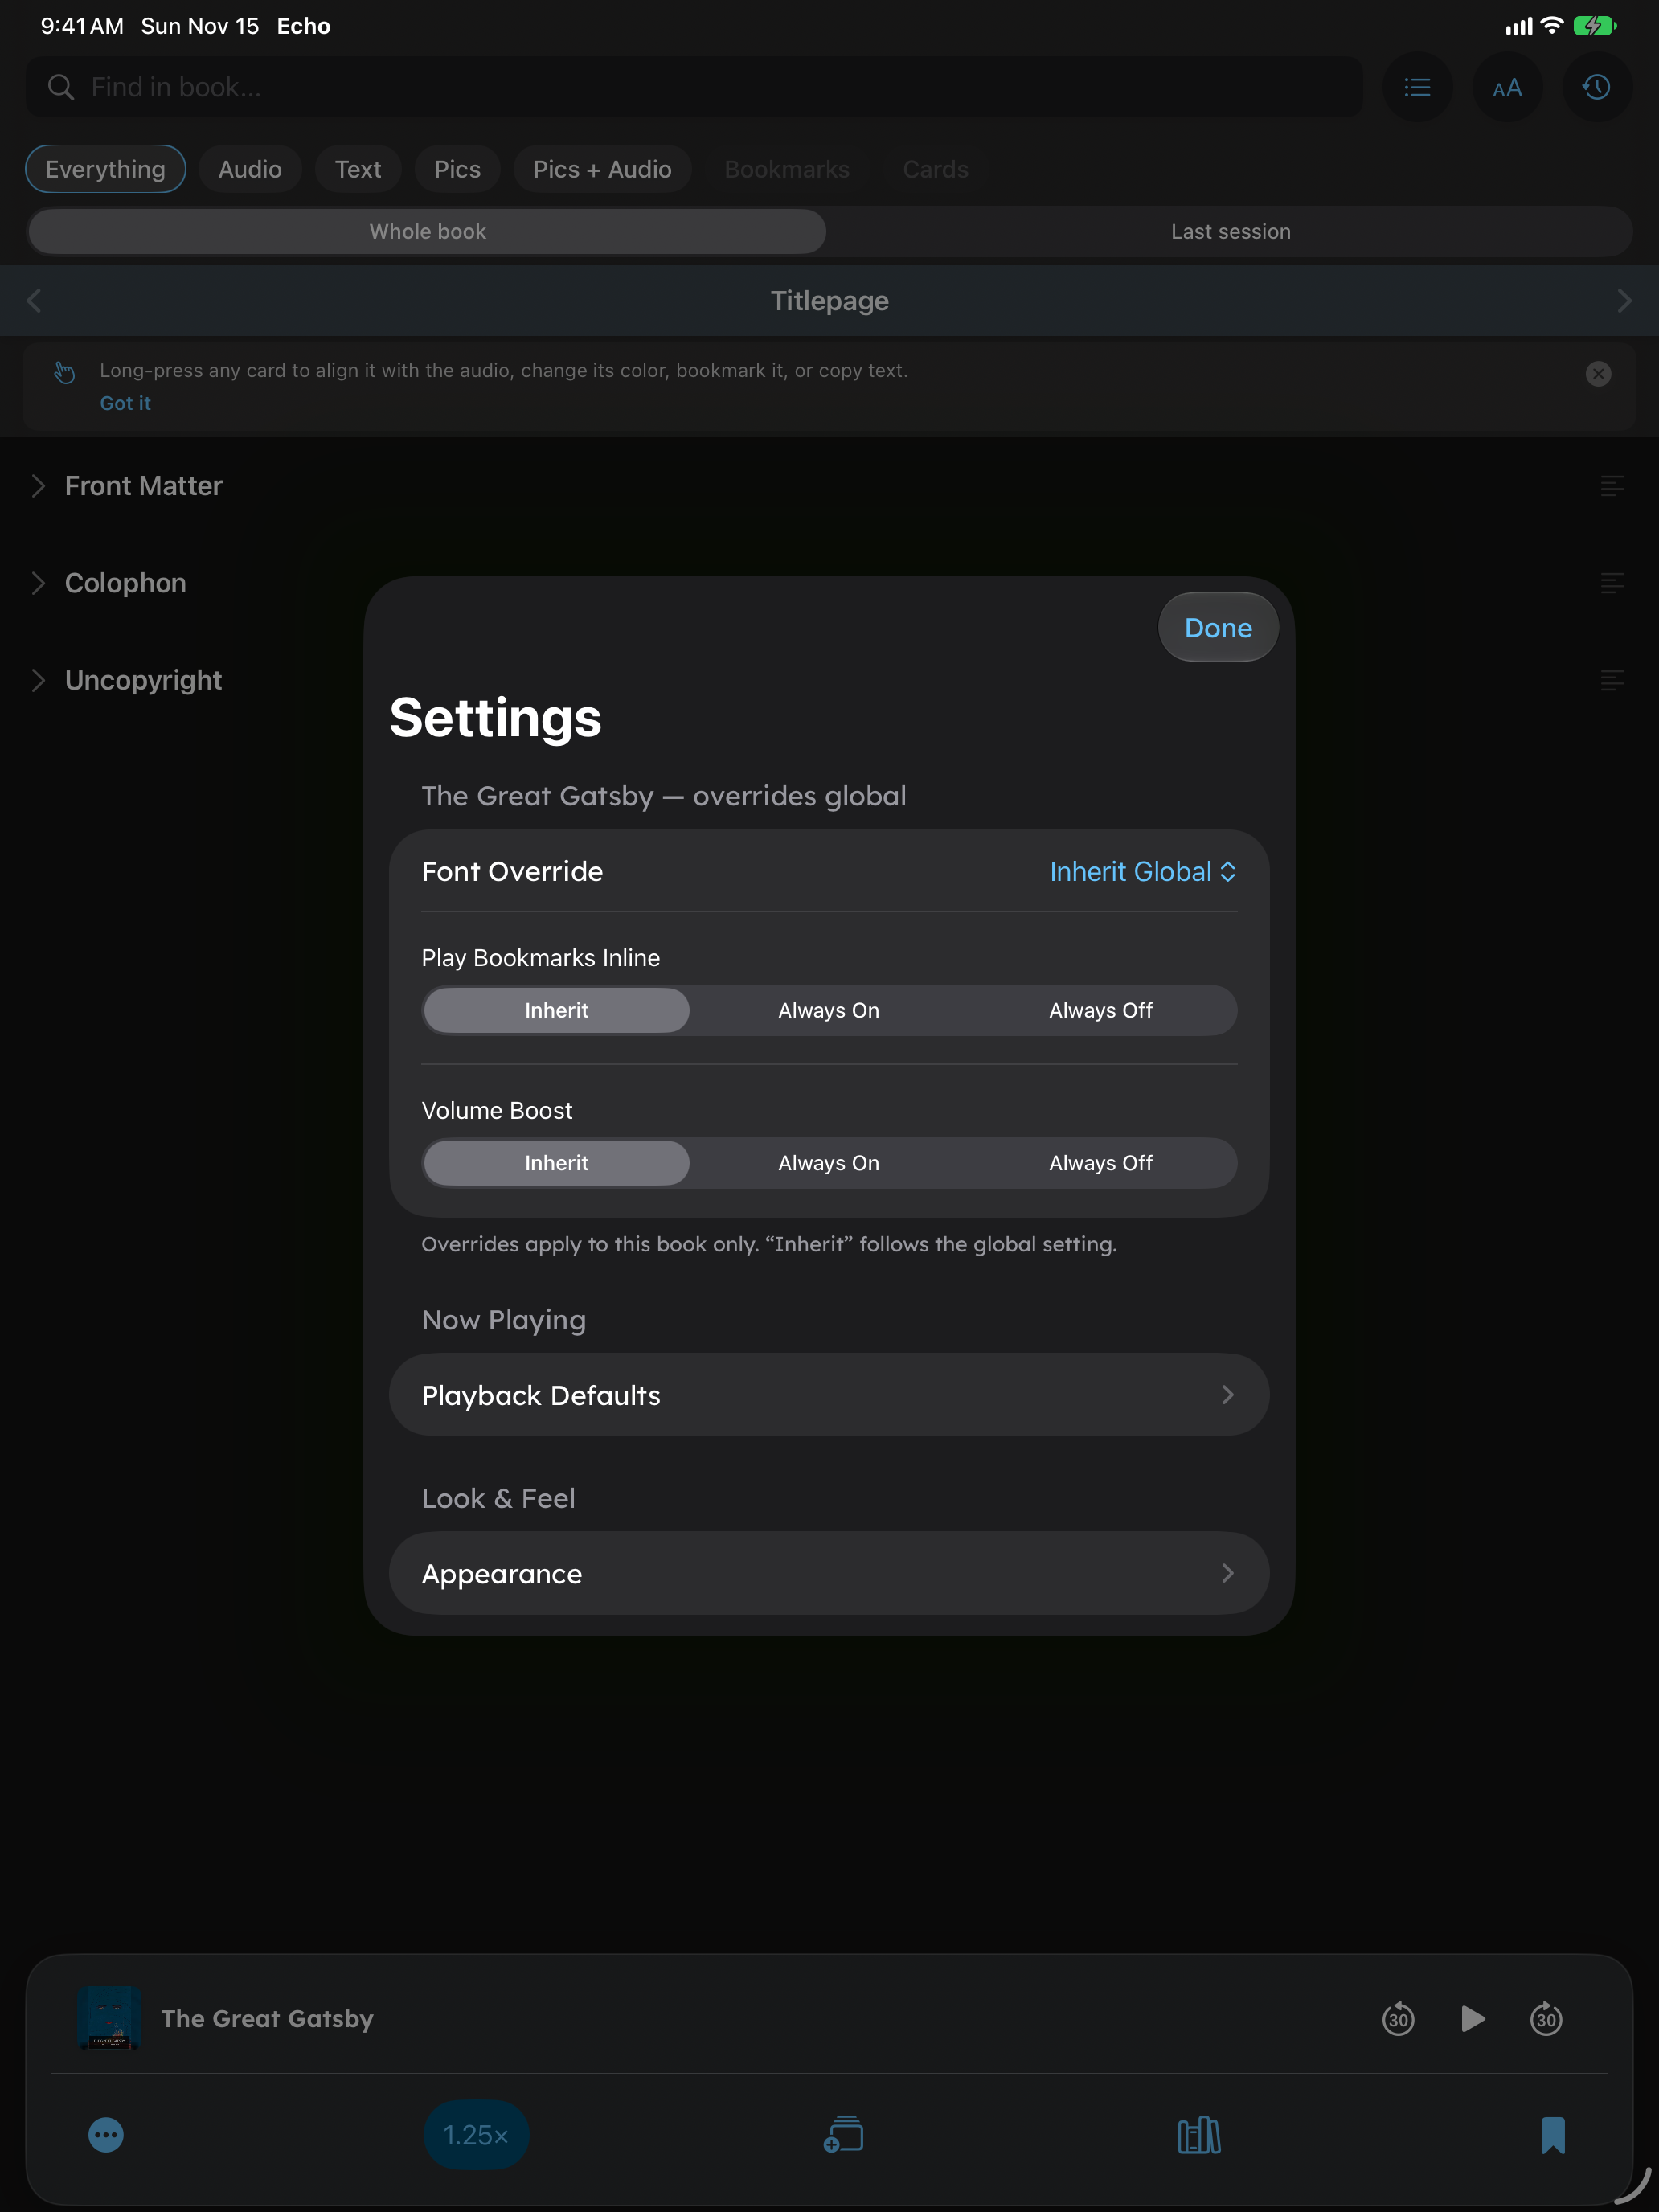 9:41 AM Sun Nov 15 Echo
Find in book...
AA
Everything Audio Text Pics Pics + Audio Bookmarks Cards
Whole book Last session
Titlepage
Long-press any card to align it with the audio, change its color, bookmark it, or copy text.
Got it
Front Matter
Colophon
Uncopyright
Done
Settings
The Great Gatsby — overrides global
Font Override Inherit Global
Play Bookmarks Inline
Inherit Always On Always Off
Volume Boost
Inherit Always On Always Off
Overrides apply to this book only. “Inherit” follows the global setting.
Now Playing
Playback Defaults
Look & Feel
Appearance
The Great Gatsby 30 30
1.25×